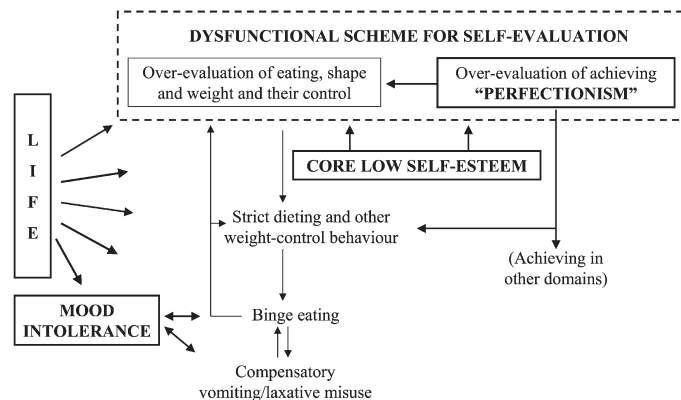 DYSFUNCTIONAL SCHEME FOR SELF-EVALUATION
Over-evaluation of eating, shape
and weight and their control
Over-evaluation of achieving
“PERFECTIONISM”
L
I
F
E
CORE LOW SELF-ESTEEM
Strict dieting and other
weight-control behaviour
(Achieving in
other domains)
MOOD
INTOLERANCE
Binge eating
Compensatory
vomiting/laxative misuse